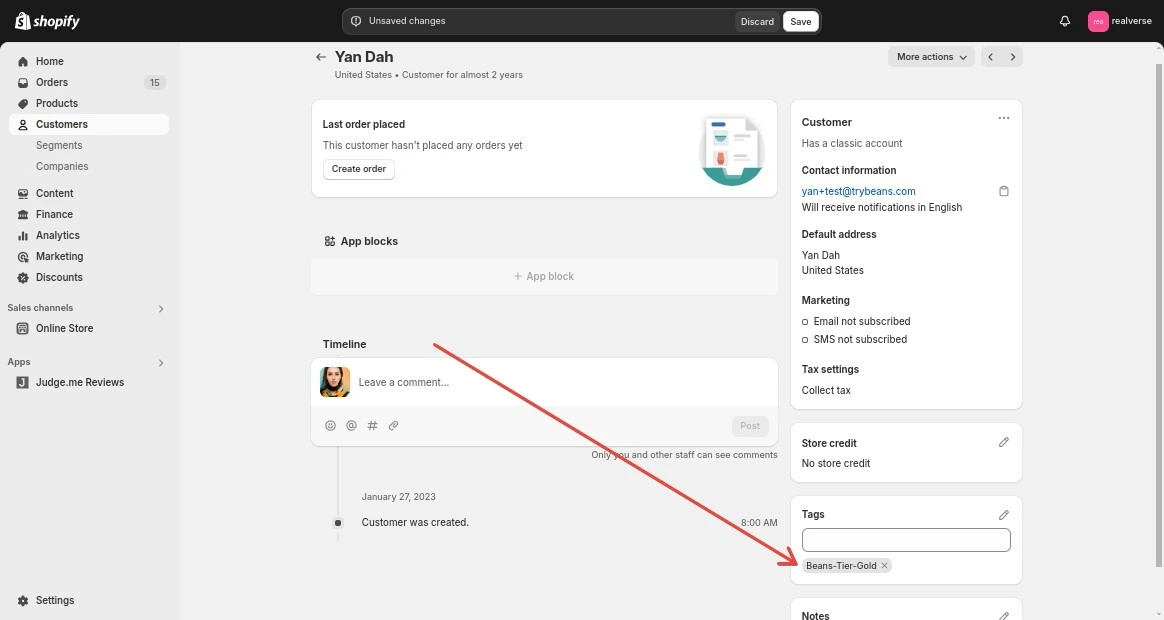 shopify
Unsaved changes
Discard
Save
rea
realverse
Home
Orders
15
Products
Customers
Segments
Companies
Content
Finance
Analytics
Marketing
Discounts
Sales channels
Online Store
Apps
J
Judge.me Reviews
Settings
Yan Dah
United States • Customer for almost 2 years
More actions
Last order placed
This customer hasn't placed any orders yet
Create order
App blocks
+ App block
Timeline
Leave a comment...
@ #
Post
Only you and other staff can see comments
January 27, 2023
Customer was created.
8:00 AM
Customer
...
Has a classic account
Contact information
yan+test@trybeans.com
Will receive notifications in English
Default address
Yan Dah
United States
Marketing
Email not subscribed
SMS not subscribed
Tax settings
Collect tax
Store credit
No store credit
Tags
Beans-Tier-Gold ×
Notes